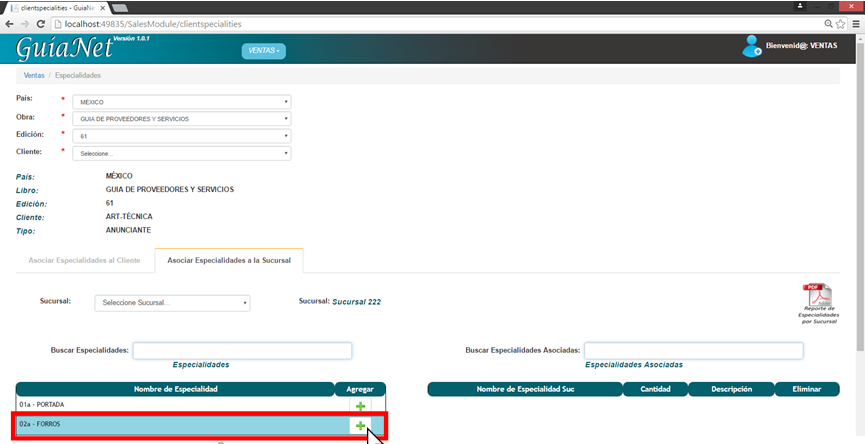 clientspecialities - GuiaNe
localhost:49835/SalesModule/clientspecialities
GuíaNet Versión 1.0.1
VENTAS
Bienvenid@: VENTAS
Ventas / Especialidades
País: * MÉXICO
Obra: * GUIA DE PROVEEDORES Y SERVICIOS
Edición: * 61
Cliente: * Seleccione...
País: MÉXICO
Libro: GUIA DE PROVEEDORES Y SERVICIOS
Edición: 61
Cliente: ART-TÉCNICA
Tipo: ANUNCIANTE
Asociar Especialidades al Cliente Asociar Especialidades a la Sucursal
Sucursal: Seleccione Sucursal... Sucursal: Sucursal 222
PDF
Reporte de
Especialidades
por Sucursal
Buscar Especialidades: Buscar Especialidades Asociadas:
Especialidades Especialidades Asociadas
Nombre de Especialidad Agregar Nombre de Especialidad Suc Cantidad Descripción Eliminar
01a - PORTADA
02a - FORROS